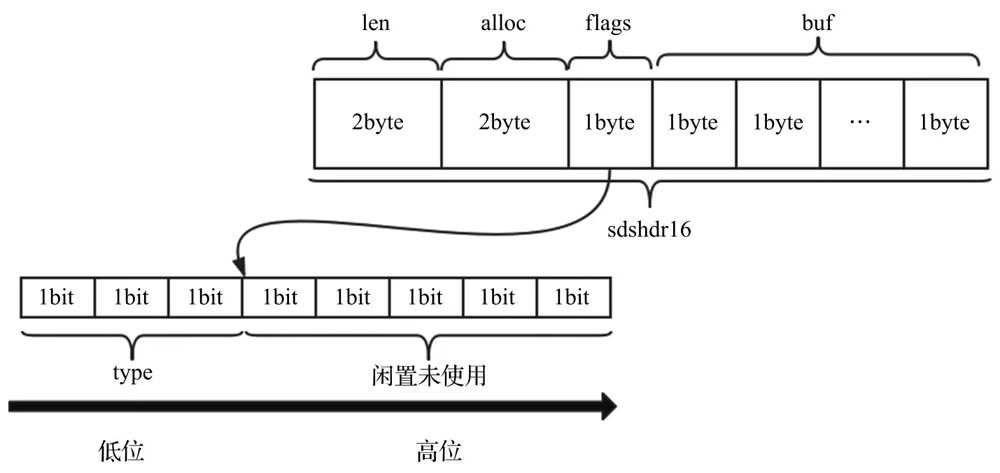 len alloc flags buf
2byte 2byte 1byte 1byte 1byte … 1byte
sdshdr16
1bit 1bit 1bit 1bit 1bit 1bit 1bit 1bit
type 闲置未使用
低位 高位